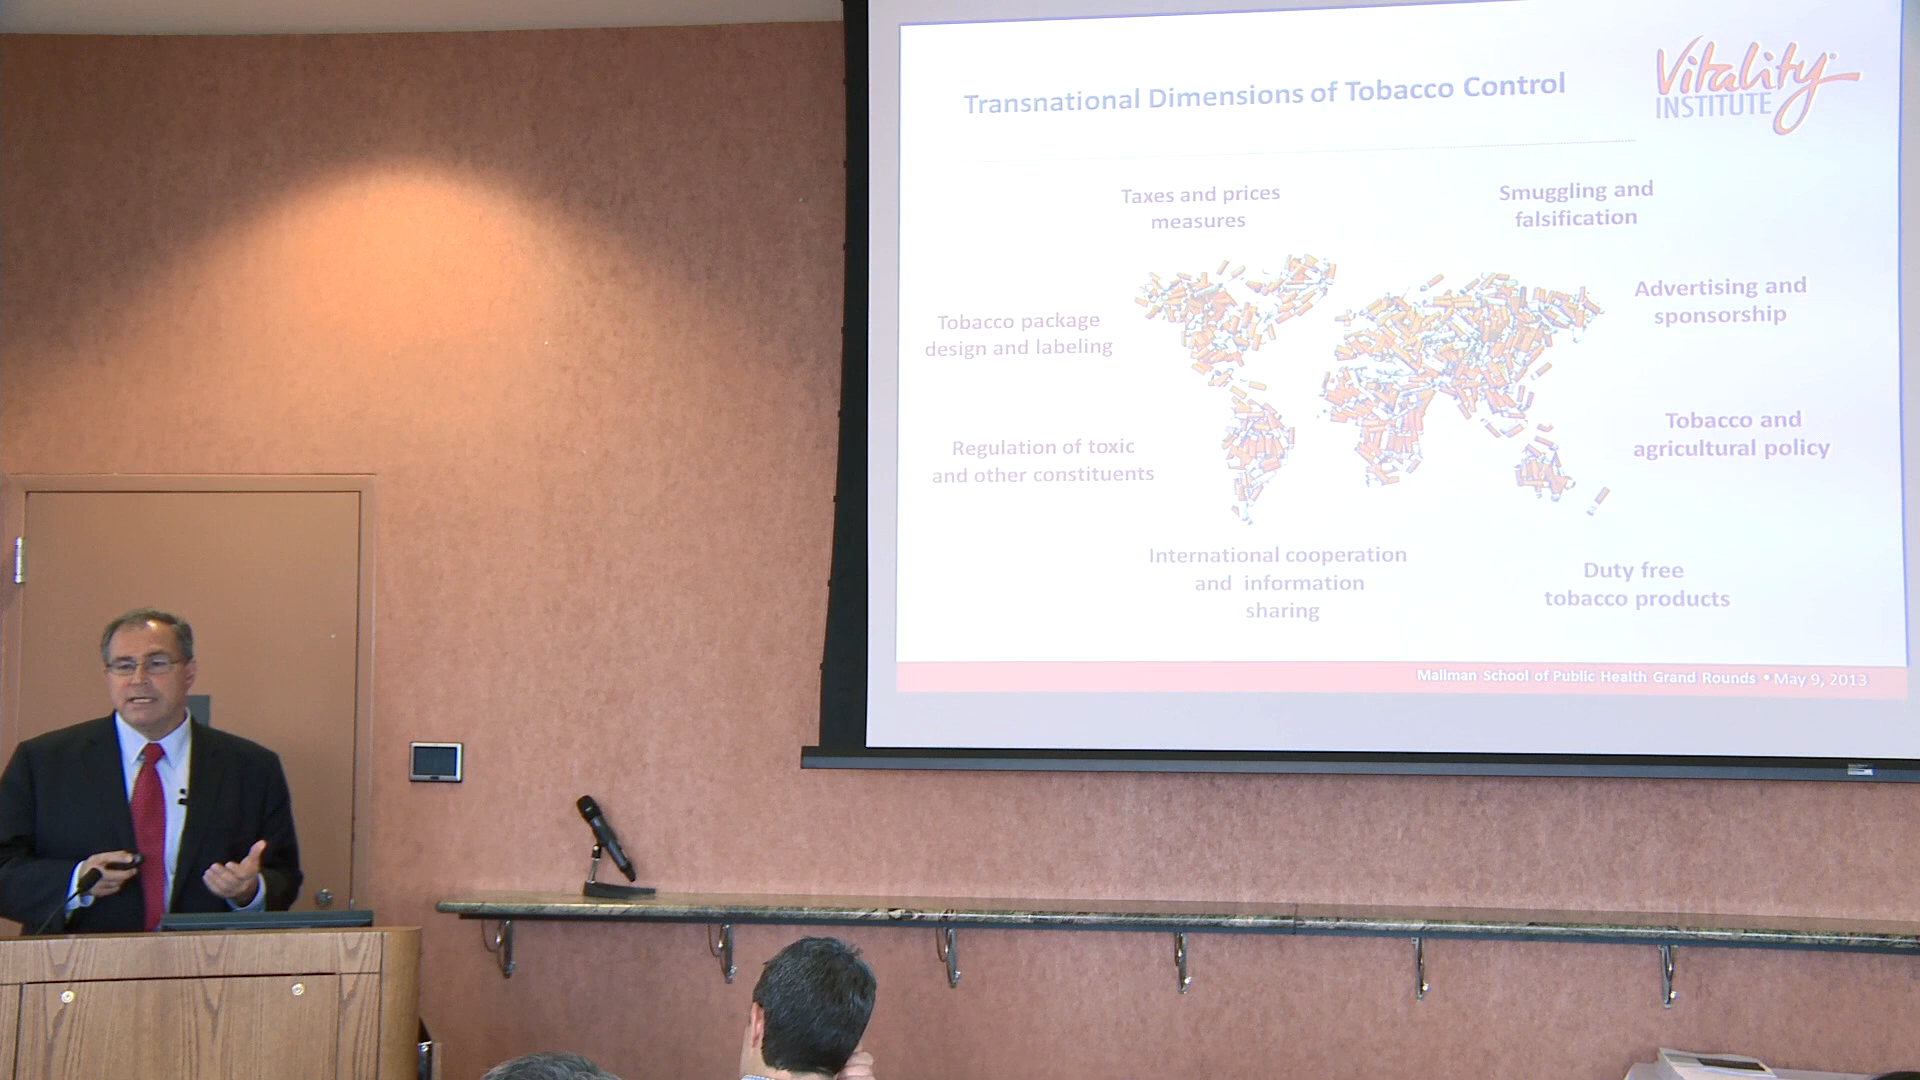 Transnational Dimensions of Tobacco Control
Vitality
INSTITUTE
Taxes and prices
measures
Smuggling and
falsification
Tobacco package
design and labeling
Advertising and
sponsorship
Regulation of toxic
and other constituents
Tobacco and
agricultural policy
International cooperation
and information
sharing
Duty free
tobacco products
Mailman School of Public Health Grand Rounds • May 9, 2013